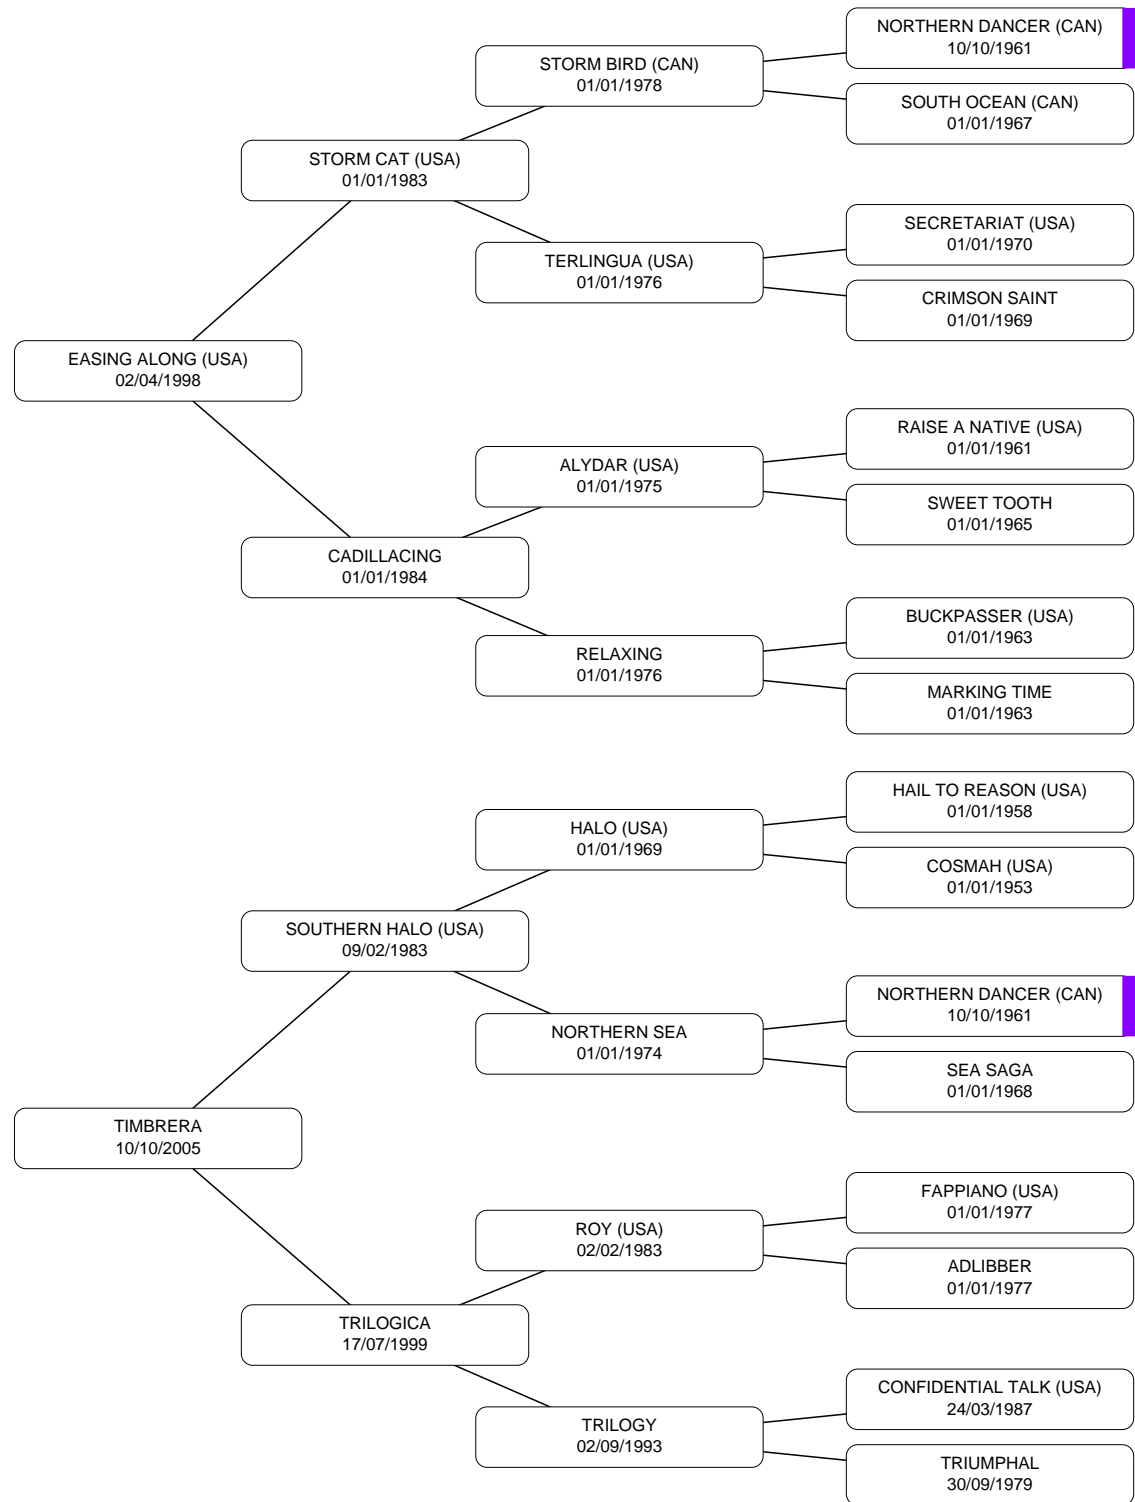 NORTHERN DANCER (CAN)
10/10/1961
STORM BIRD (CAN)
01/01/1978
SOUTH OCEAN (CAN)
01/01/1967
STORM CAT (USA)
01/01/1983
SECRETARIAT (USA)
01/01/1970
TERLINGUA (USA)
01/01/1976
CRIMSON SAINT
01/01/1969
EASING ALONG (USA)
02/04/1998
RAISE A NATIVE (USA)
01/01/1961
ALYDAR (USA)
01/01/1975
SWEET TOOTH
01/01/1965
CADILLACING
01/01/1984
BUCKPASSER (USA)
01/01/1963
RELAXING
01/01/1976
MARKING TIME
01/01/1963
HAIL TO REASON (USA)
01/01/1958
HALO (USA)
01/01/1969
COSMAH (USA)
01/01/1953
SOUTHERN HALO (USA)
09/02/1983
NORTHERN DANCER (CAN)
10/10/1961
NORTHERN SEA
01/01/1974
SEA SAGA
01/01/1968
TIMBRERA
10/10/2005
FAPPIANO (USA)
01/01/1977
ROY (USA)
02/02/1983
ADLIBBER
01/01/1977
TRILOGICA
17/07/1999
CONFIDENTIAL TALK (USA)
24/03/1987
TRILOGY
02/09/1993
TRIUMPHAL
30/09/1979